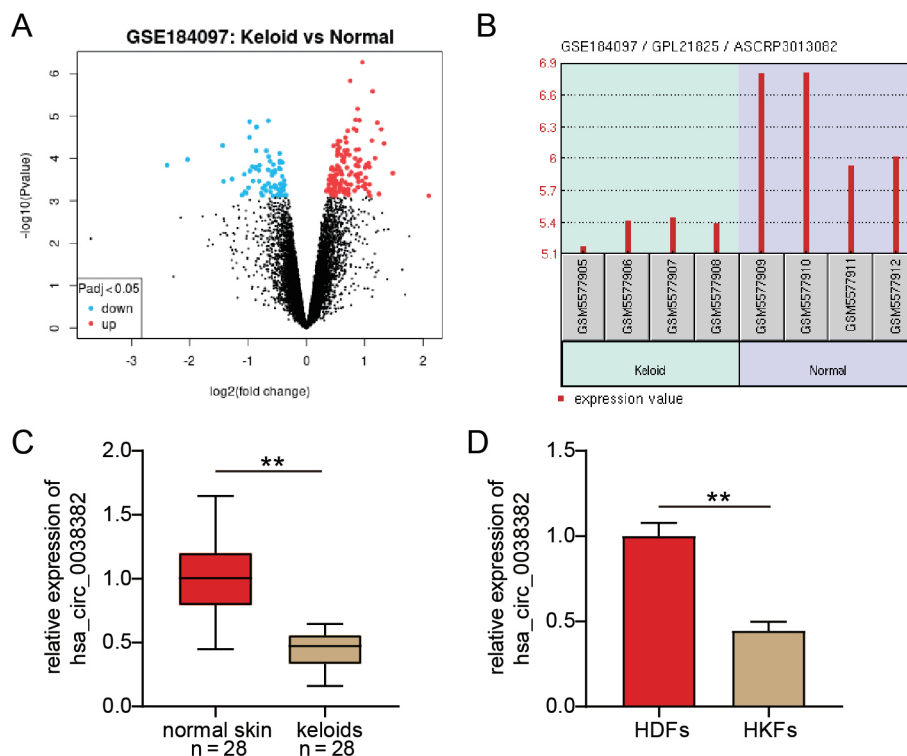 A
GSE184097: Keloid vs Normal
-log10(Pvalue)
6
5
4
3
2
1
0
Padj<0.05
down
up
-3
-2
-1
0
1
2
log2(fold change)
B
GSE184097 / GPL21825 / ASCRP3013082
6.9
6.6
6.3
6
5.7
5.4
5.1
GSM5577905
GSM5577906
GSM5577907
GSM5577908
GSM5577909
GSM5577910
GSM5577911
GSM5577912
Keloid
Normal
expression value
C
relative expression of
hsa_circ_0038382
2.0
1.5
1.0
0.5
0.0
**
normal skin
n = 28
keloids
n = 28
D
relative expression of
hsa_circ_0038382
1.5
1.0
0.5
0.0
**
HDFs
HKFs